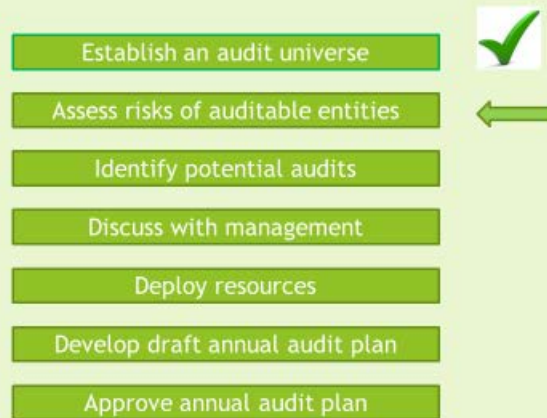 Establish an audit universe
Assess risks of auditable entities
Identify potential audits
Discuss with management
Deploy resources
Develop draft annual audit plan
Approve annual audit plan